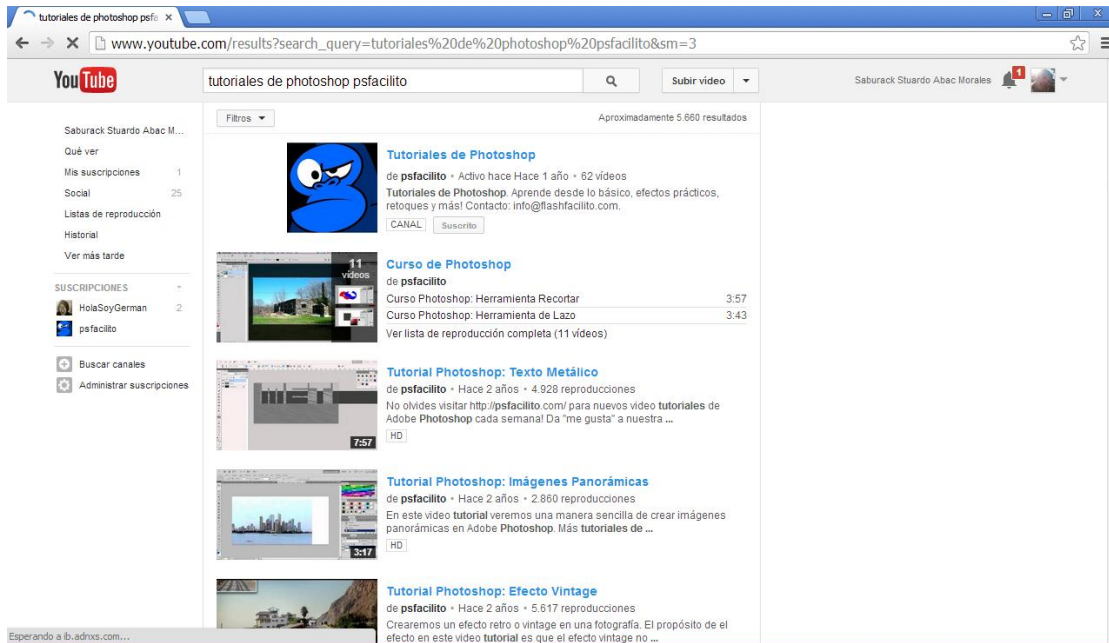 tutoriales de photoshop psfa
www.youtube.com/results?search_query=tutoriales%20de%20photoshop%20psfacilito&sm=3
YouTube
tutoriales de photoshop psfacilito
Subir video
Saburack Stuardo Abac Morales
1
Saburack Stuardo Abac M...
Qué ver
Mis suscripciones 1
Social 25
Listas de reproducción
Historial
Ver más tarde
SUSCRIPCIONES
HolaSoyGerman 2
psfacilito
Buscar canales
Administrar suscripciones
Filtros
Aproximadamente 5.660 resultados
Tutoriales de Photoshop
de psfacilito • Activo hace Hace 1 año • 62 vídeos
Tutoriales de Photoshop. Aprende desde lo básico, efectos prácticos,
retoques y más! Contacto: info@flashfacilito.com.
CANAL Suscrito
11
vídeos
Curso de Photoshop
de psfacilito
Curso Photoshop: Herramienta Recortar 3:57
Curso Photoshop: Herramienta de Lazo 3:43
Ver lista de reproducción completa (11 vídeos)
MET
7:57
Tutorial Photoshop: Texto Metálico
de psfacilito • Hace 2 años • 4.928 reproducciones
No olvides visitar http://psfacilito.com/ para nuevos video tutoriales de
Adobe Photoshop cada semana! Da "me gusta" a nuestra ...
HD
3:17
Tutorial Photoshop: Imágenes Panorámicas
de psfacilito • Hace 2 años • 2.860 reproducciones
En este video tutorial veremos una manera sencilla de crear imágenes
panorámicas en Adobe Photoshop. Más tutoriales de ...
HD
Tutorial Photoshop: Efecto Vintage
de psfacilito • Hace 2 años • 5.617 reproducciones
Crearemos un efecto retro o vintage en una fotografía. El propósito de el
efecto en este video tutorial es que el efecto vintage no ...
Esperando a ib.adnxs.com...